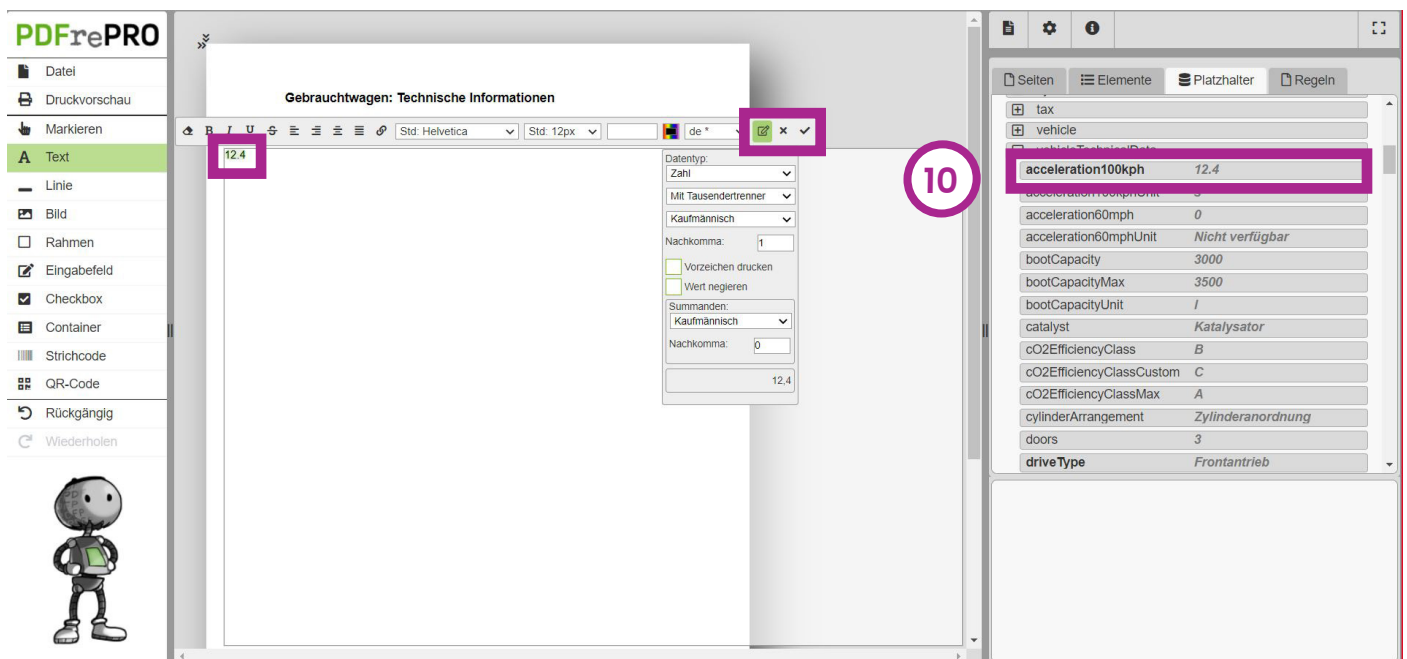 PDFrePRO
Datei
Druckvorschau
Markieren
Text
Linie
Bild
Rahmen
Eingabefeld
Checkbox
Container
Strichcode
QR-Code
Rückgängig
Wiederholen
Gebrauchtwagen: Technische Informationen
B I U S Std: Helvetica Std: 12px de *
12.4
Datentyp:
Zahl
Mit Tausendertrenner
Kaufmännisch
Nachkomma: 1
Vorzeichen drucken
Wert negieren
Summanden:
Kaufmännisch
Nachkomma: 0
12,4
10
Seiten Elemente Platzhalter Regeln
tax
vehicle
vehicleTechnicalData
acceleration100kph 12.4
acceleration100kphUnit
acceleration60mph 0
acceleration60mphUnit Nicht verfügbar
bootCapacity 3000
bootCapacityMax 3500
bootCapacityUnit l
catalyst Katalysator
cO2EfficiencyClass B
cO2EfficiencyClassCustom C
cO2EfficiencyClassMax A
cylinderArrangement Zylinderanordnung
doors 3
driveType Frontantrieb